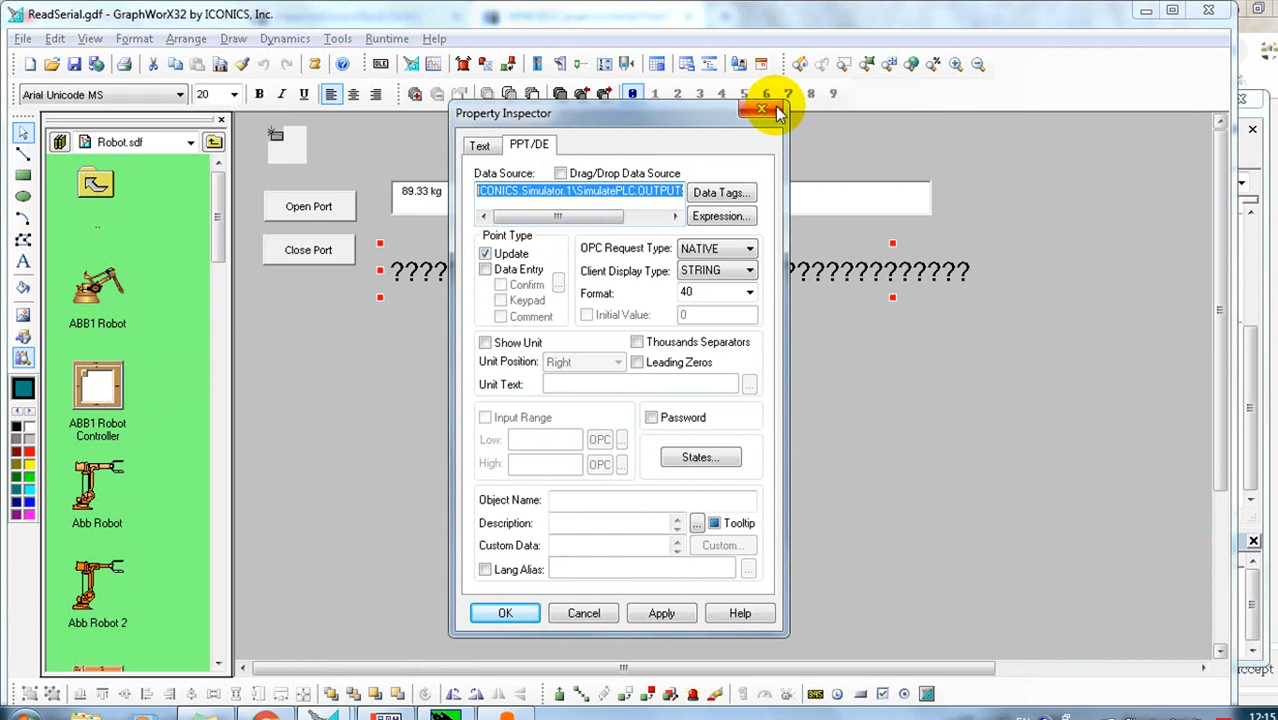 ReadSerial.gdf - GraphWorX32 by ICONICS, Inc.
File Edit View Format Arrange Draw Dynamics Tools Runtime Help
OLE
Arial Unicode MS 20 B I U 0 1 2 3 4 5 6 7 8 9
Property Inspector
Robot.sdf
Text PPT/DE
Data Source: Drag/Drop Data Source
ICONICS.Simulator.1\SimulatePLC.OUTPUT Data Tags...
Expression...
89.33 kg
Open Port
Close Port
..
Point Type
Update
Data Entry
Confirm
Keypad
Comment
OPC Request Type: NATIVE
Client Display Type: STRING
Format: 40
Initial Value: 0
???? ????????????
ABB1 Robot
Show Unit Thousands Separators
Unit Position: Right Leading Zeros
Unit Text:
Input Range Password
Low: OPC ...
High: OPC ...
States...
ABB1 Robot
Controller
Object Name:
Description: ... Tooltip
Custom Data: Custom...
Lang Alias: ...
Abb Robot
Abb Robot 2
OK Cancel Apply Help
EN 12:15